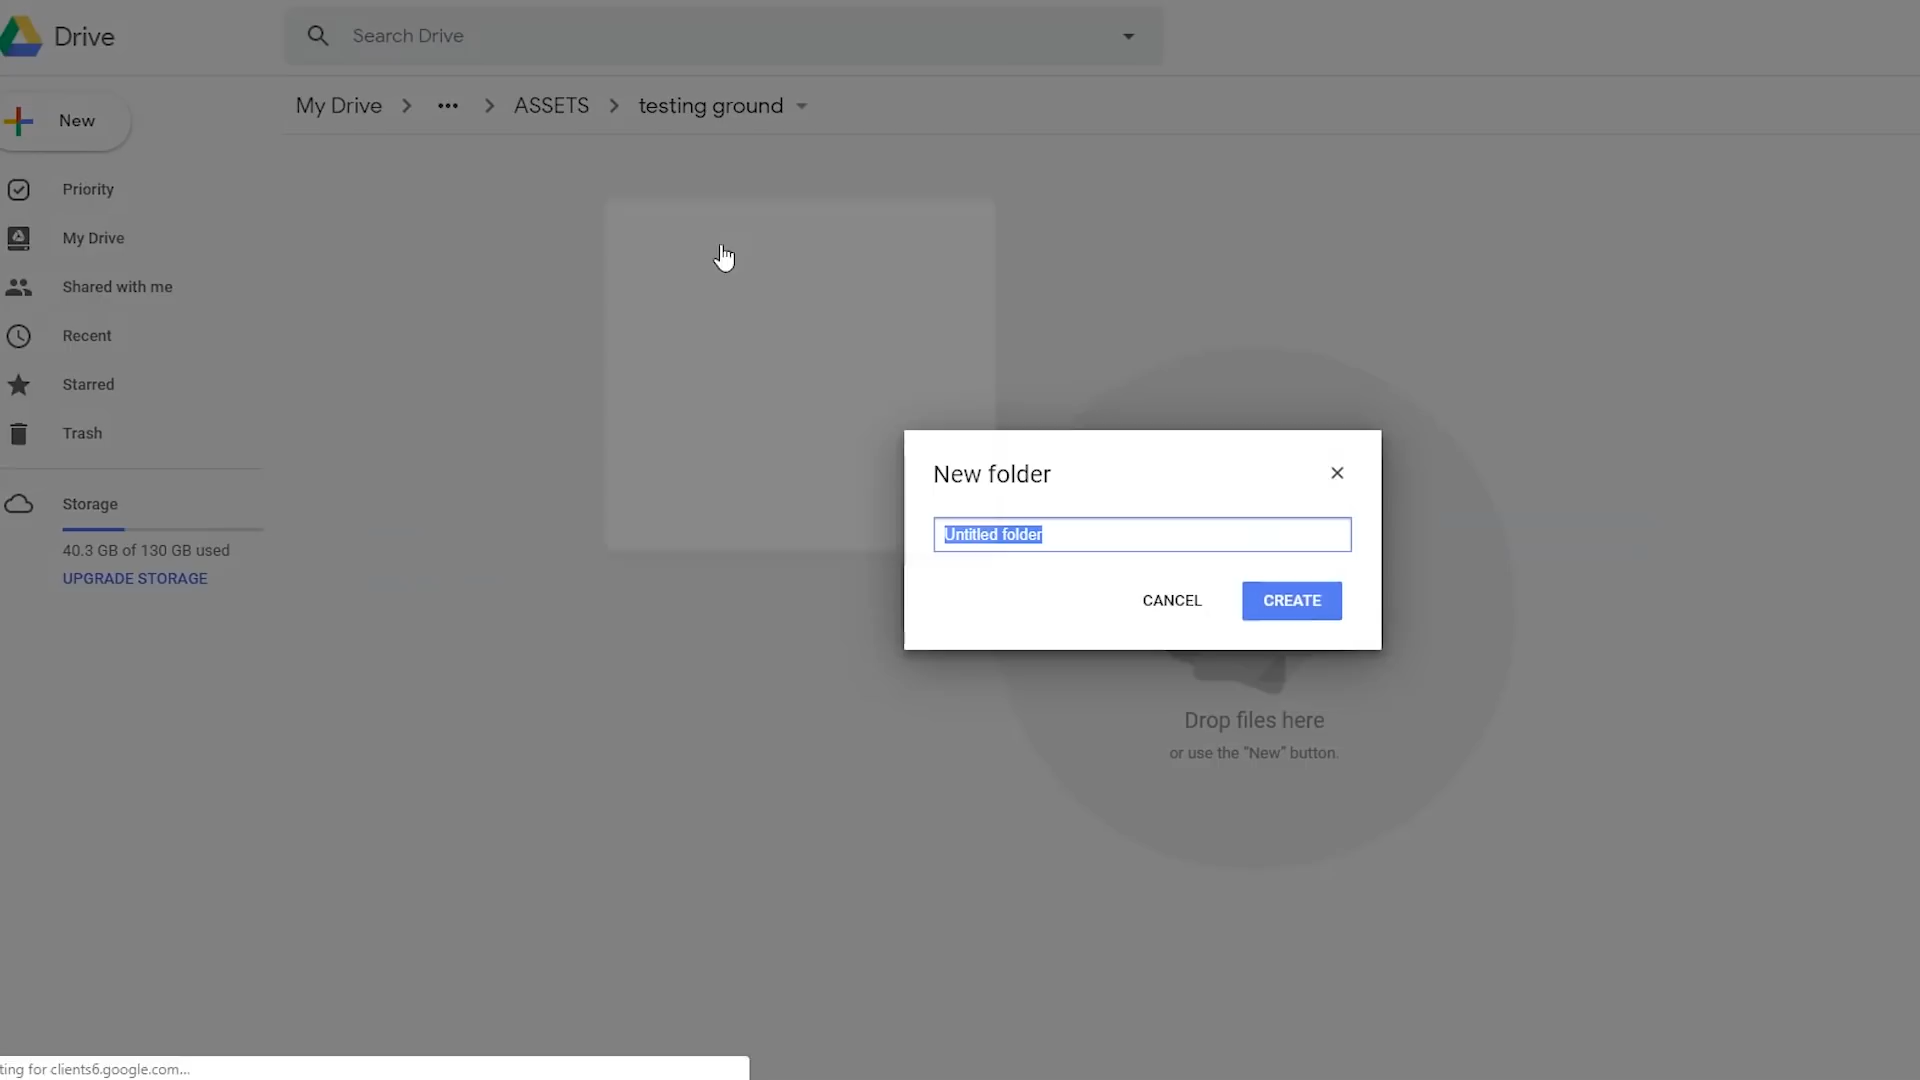 Drive
Search Drive
My Drive > ••• > ASSETS > testing ground
New
Priority
My Drive
Shared with me
Recent
Starred
Trash
Storage
40.3 GB of 130 GB used
UPGRADE STORAGE
New folder
×
Untitled folder
CANCEL
CREATE
Drop files here
or use the "New" button.
ting for clients6.google.com...